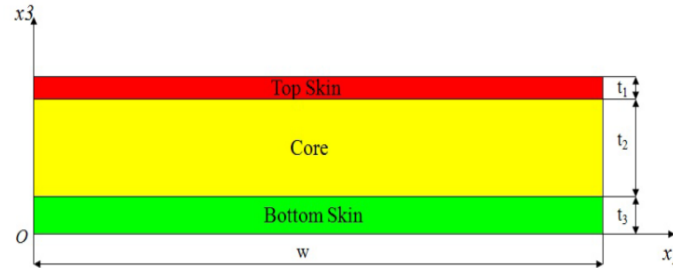 x3
Top Skin
t₁
Core
t₂
Bottom Skin
t₃
O
w
x